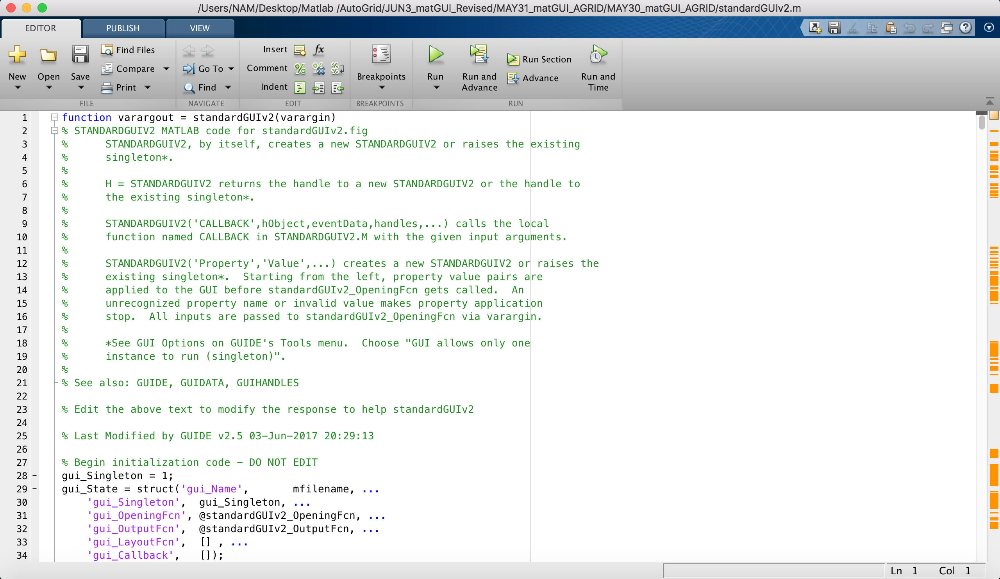 /Users/NAM/Desktop/Matlab /AutoGrid/JUN3_matGUI_Revised/MAY31_matGUI_AGRID/MAY30_matGUI_AGRID/standardGUIv2.m
EDITOR PUBLISH VIEW
New Open Save
Find Files
Compare
Print
Go To
Find
Insert fx
Comment
Indent
Breakpoints
Run
Run and Advance
Run Section
Advance
Run and Time
FILE NAVIGATE EDIT BREAKPOINTS RUN
1 function varargout = standardGUIv2(varargin)
2 % STANDARDGUIV2 MATLAB code for standardGUIv2.fig
3 %      STANDARDGUIV2, by itself, creates a new STANDARDGUIV2 or raises the existing
4 %      singleton*.
5 %
6 %      H = STANDARDGUIV2 returns the handle to a new STANDARDGUIV2 or the handle to
7 %      the existing singleton*.
8 %
9 %      STANDARDGUIV2('CALLBACK',hObject,eventData,handles,...) calls the local
10 %      function named CALLBACK in STANDARDGUIV2.M with the given input arguments.
11 %
12 %      STANDARDGUIV2('Property','Value',...) creates a new STANDARDGUIV2 or raises the
13 %      existing singleton*.  Starting from the left, property value pairs are
14 %      applied to the GUI before standardGUIv2_OpeningFcn gets called.  An
15 %      unrecognized property name or invalid value makes property application
16 %      stop.  All inputs are passed to standardGUIv2_OpeningFcn via varargin.
17 %
18 %      *See GUI Options on GUIDE's Tools menu.  Choose "GUI allows only one
19 %      instance to run (singleton)".
20 %
21 % See also: GUIDE, GUIDATA, GUIHANDLES
22
23 % Edit the above text to modify the response to help standardGUIv2
24
25 % Last Modified by GUIDE v2.5 03-Jun-2017 20:29:13
26
27 % Begin initialization code - DO NOT EDIT
28 - gui_Singleton = 1;
29 - gui_State = struct('gui_Name',       mfilename, ...
30     'gui_Singleton',  gui_Singleton, ...
31     'gui_OpeningFcn', @standardGUIv2_OpeningFcn, ...
32     'gui_OutputFcn',  @standardGUIv2_OutputFcn, ...
33     'gui_LayoutFcn',  [] , ...
34     'gui_Callback',   []);
Ln 1 Col 1